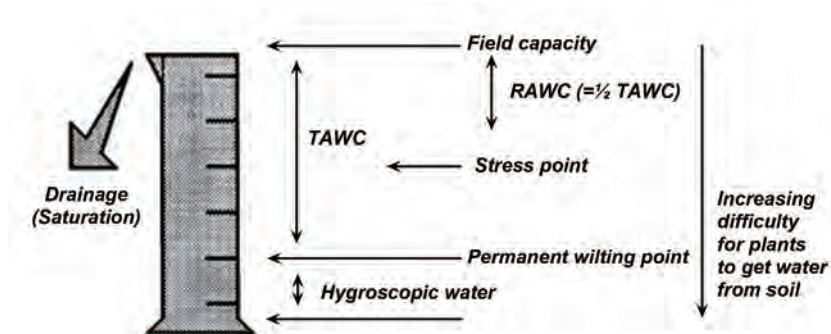 Field capacity
RAWC (=½ TAWC)
TAWC
Stress point
Drainage
(Saturation)
Increasing
difficulty
for plants
to get water
from soil
Permanent wilting point
Hygroscopic water